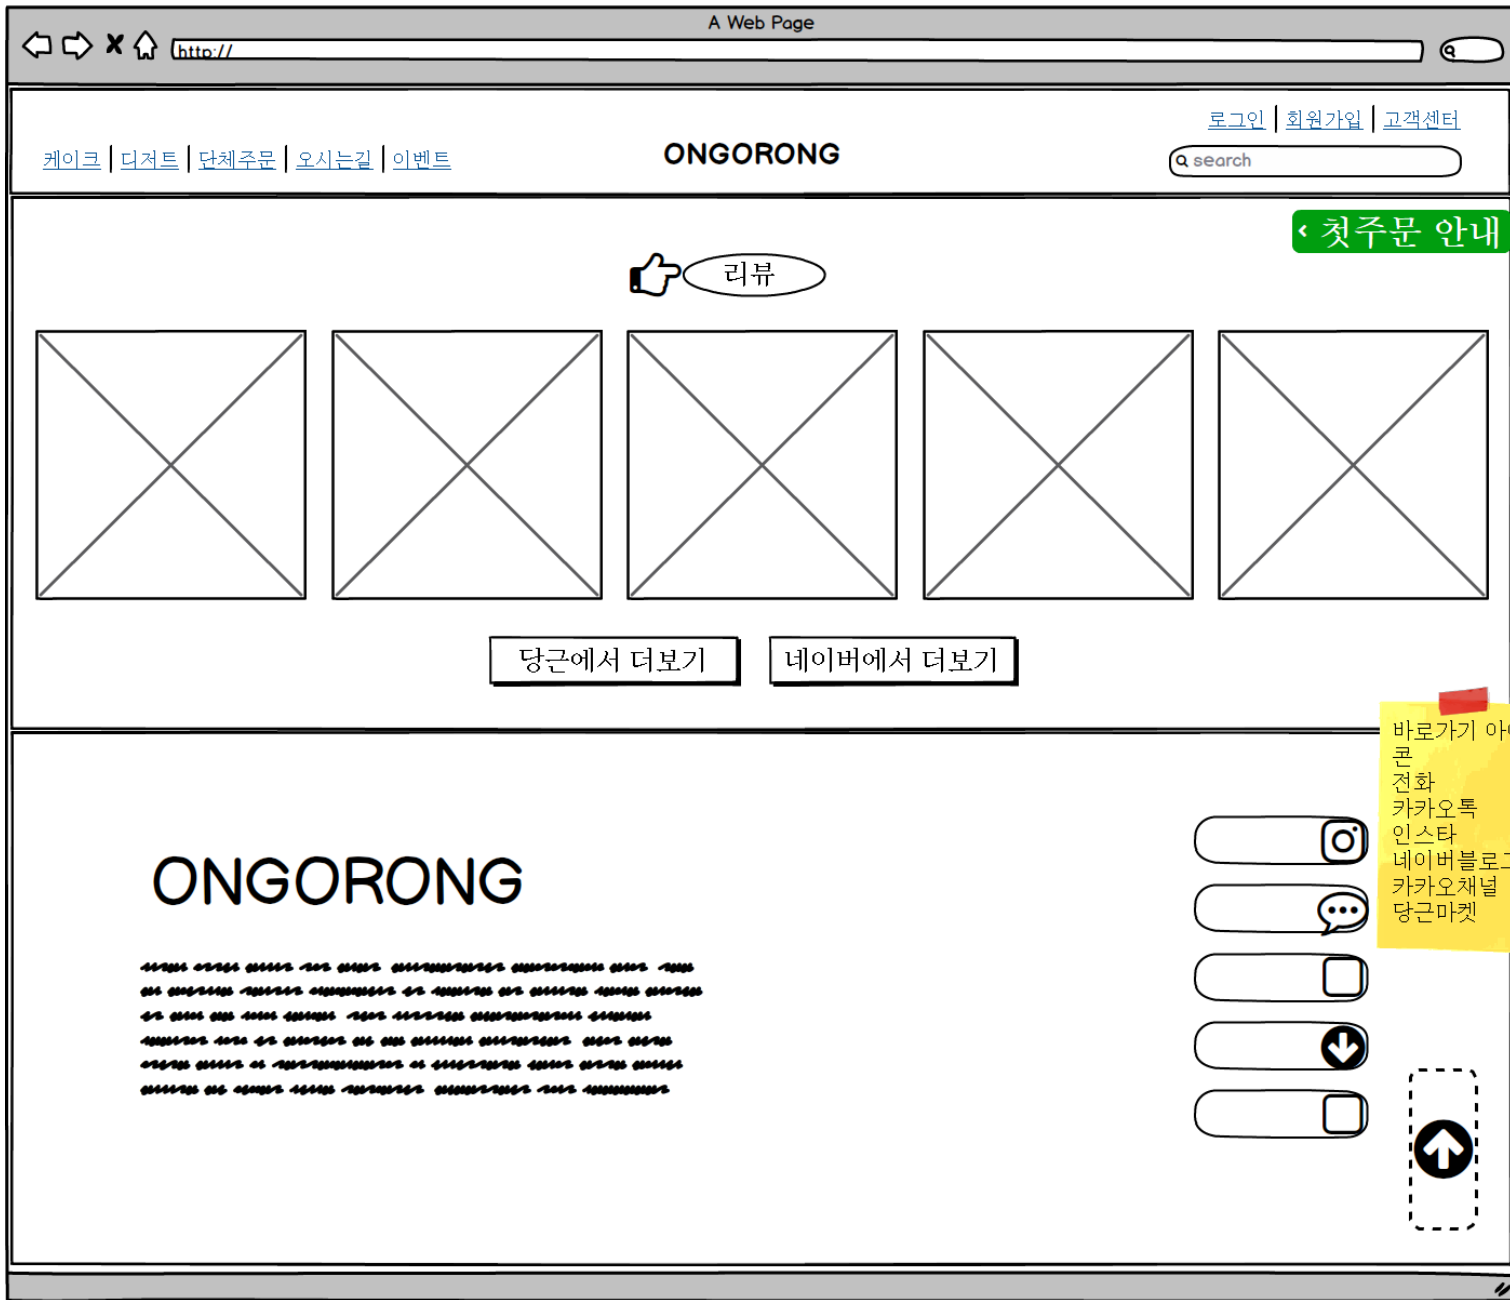 A Web Page
http://
로그인 회원가입 고객센터
케이크 디저트 단체주문 오시는길 이벤트
ONGORONG
search
첫주문 안내
리뷰
당근에서 더보기
네이버에서 더보기
바로가기 아이
콘
전화
카카오톡
인스타
네이버블로그
카카오채널
당근마켓
ONGORONG